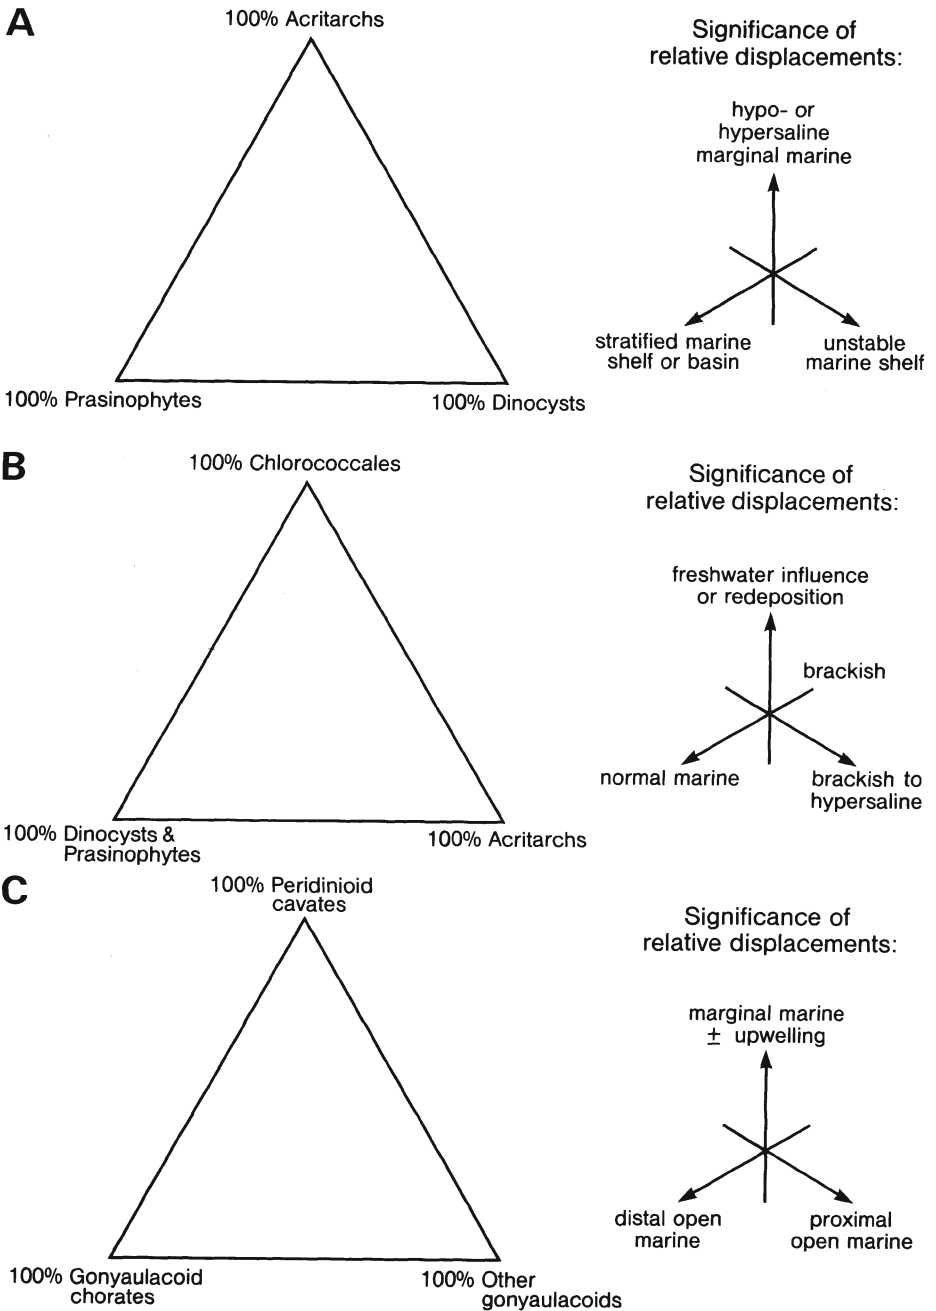 A
100% Acritarchs
Significance of
relative displacements:
hypo- or
hypersaline
marginal marine
stratified marine
shelf or basin
unstable
marine shelf
100% Prasinophytes
100% Dinocysts
B
100% Chlorococcales
Significance of
relative displacements:
freshwater influence
or redeposition
brackish
normal marine
brackish to
hypersaline
100% Dinocysts &
Prasinophytes
100% Acritarchs
C
100% Peridinioid
cavates
Significance of
relative displacements:
marginal marine
± upwelling
distal open
marine
proximal
open marine
100% Gonyaulacoid
chorates
100% Other
gonyaulacoids